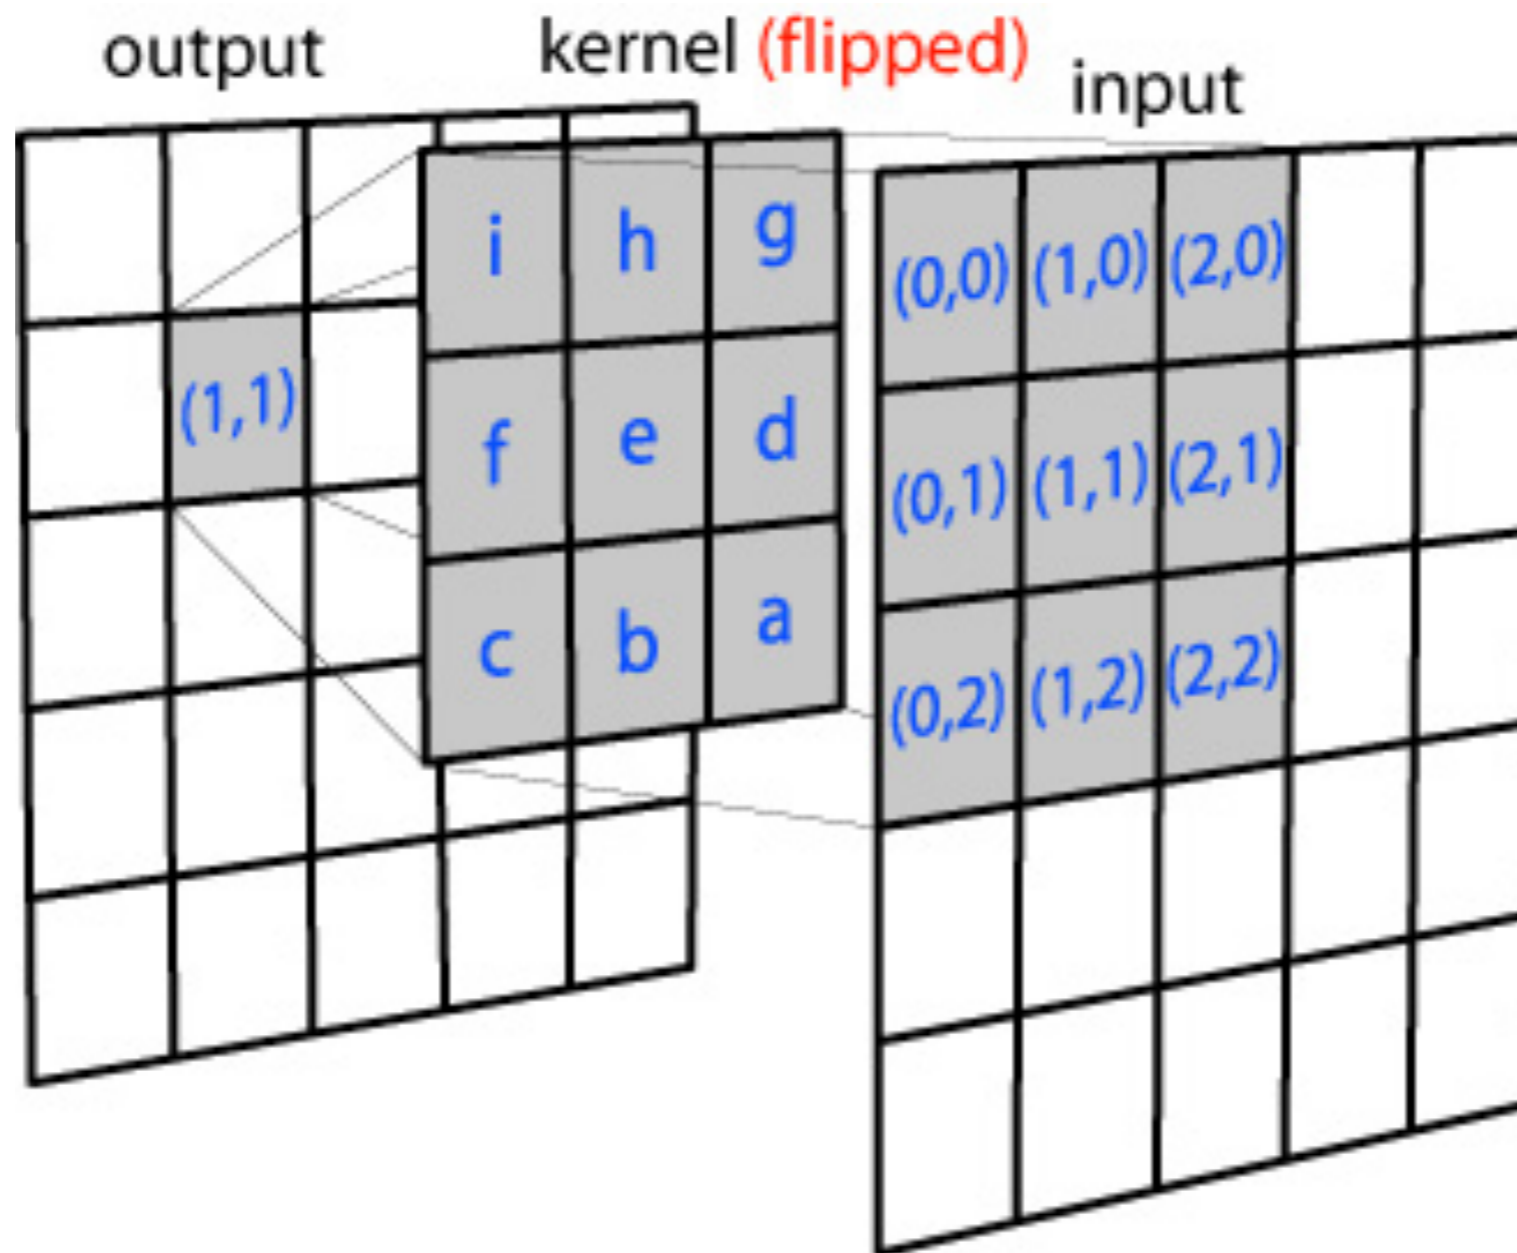 output
kernel (flipped)
input
i h g
f e d
c b a
(1,1)
(0,0) (1,0) (2,0)
(0,1) (1,1) (2,1)
(0,2) (1,2) (2,2)